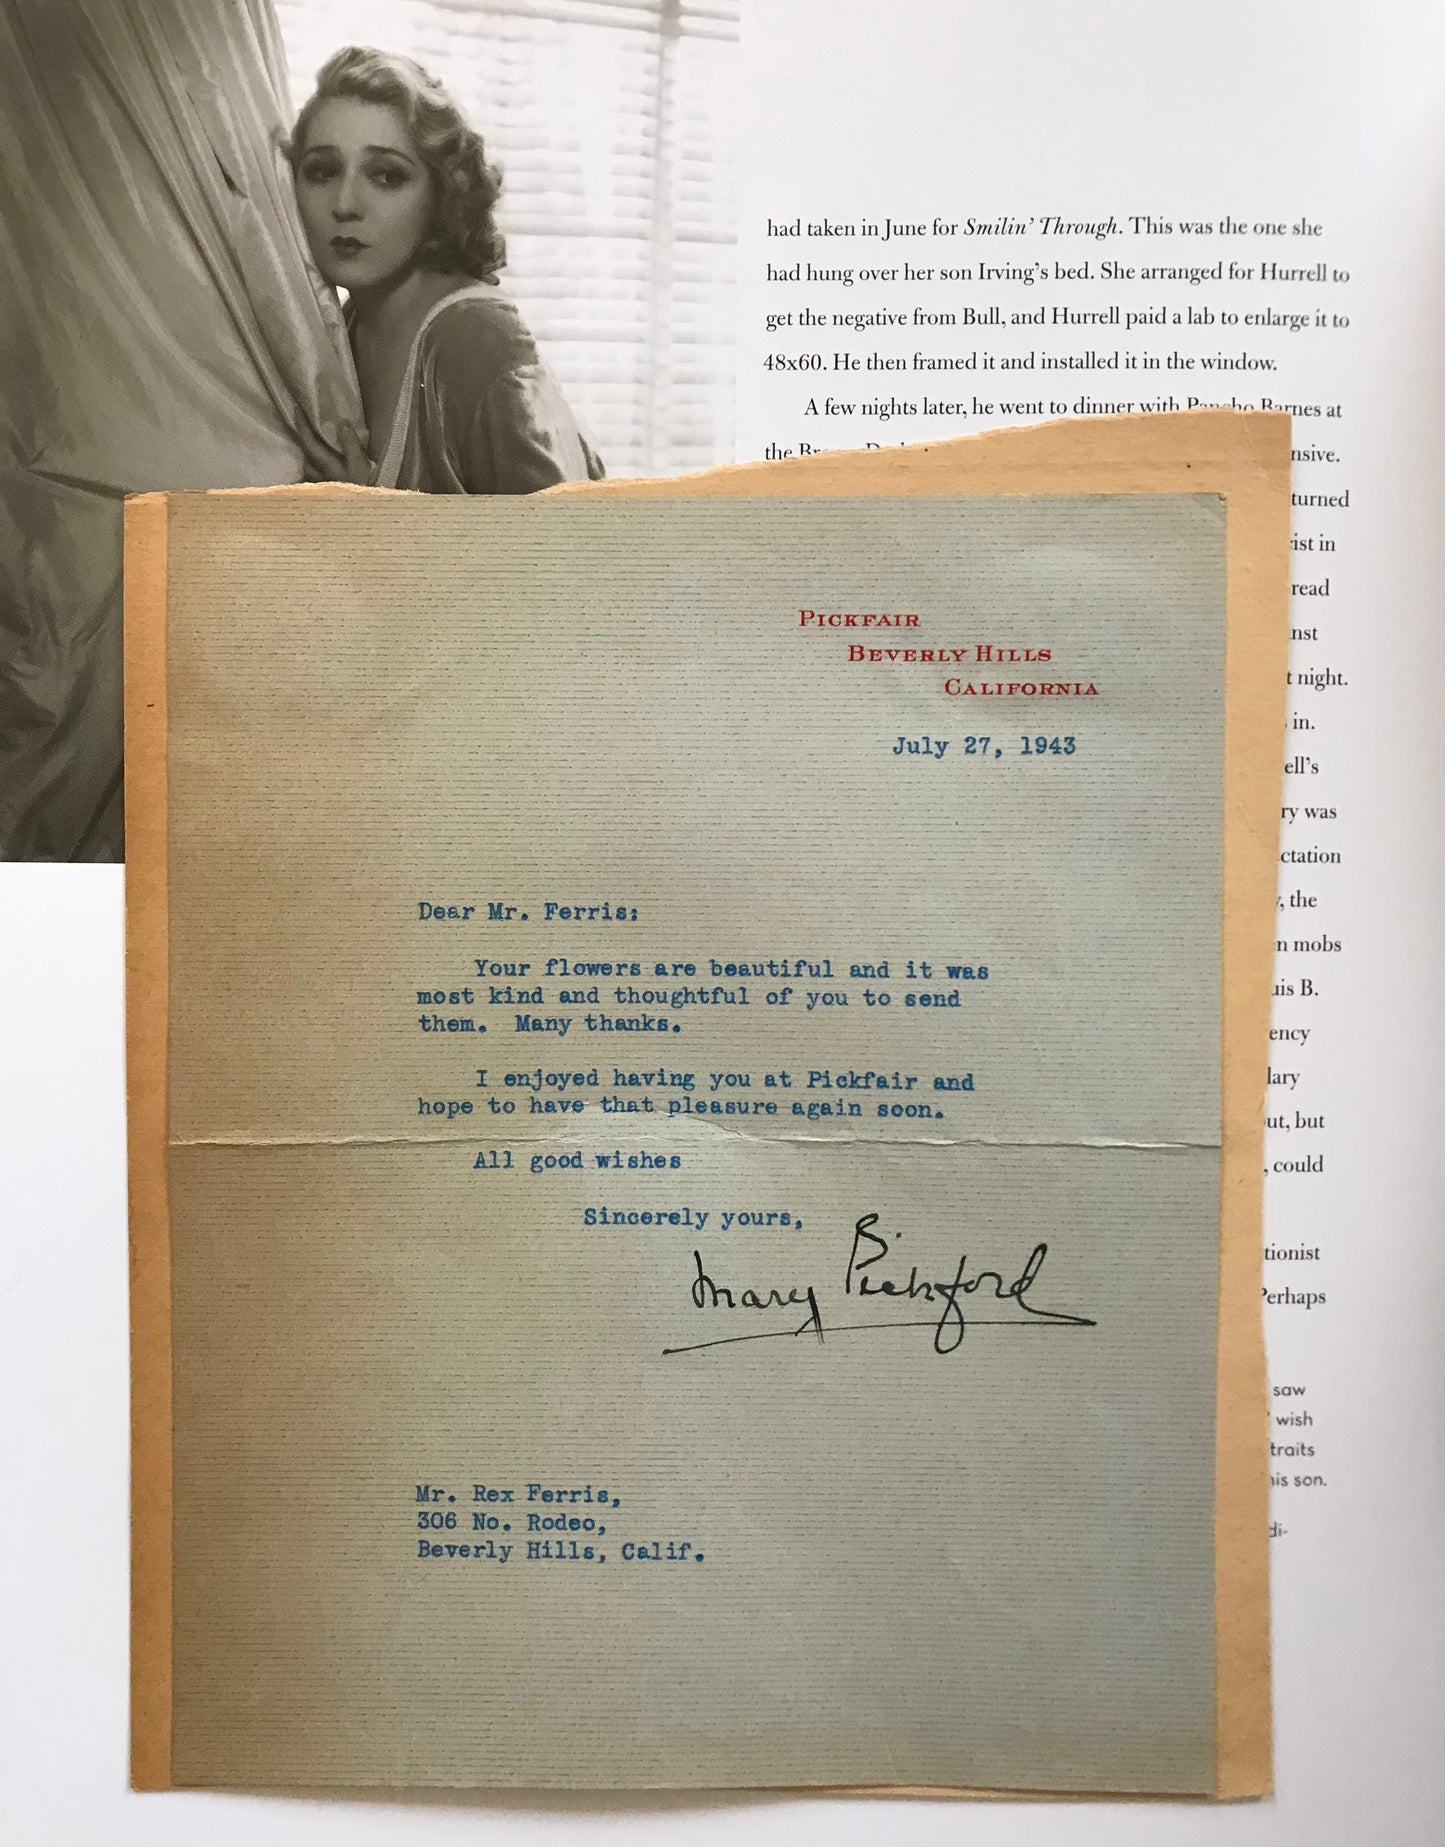 had taken in June for Smilin’ Through. This was the one she
had hung over her son Irving’s bed. She arranged for Hurrell to
get the negative from Bull, and Hurrell paid a lab to enlarge it to
48x60. He then framed it and installed it in the window.
A few nights later, he went to dinner with Pancho Barnes at
the
nsive.
turned
ist in
read
nst
t night.
in.
ell’s
ry was
ctation
, the
n mobs
uis B.
ency
lary
ut, but
, could
tionist
Perhaps
saw
wish
traits
his son.
di-
PICKFAIR
BEVERLY HILLS
CALIFORNIA
July 27, 1943
Dear Mr. Ferris:
Your flowers are beautiful and it was
most kind and thoughtful of you to send
them. Many thanks.
I enjoyed having you at Pickfair and
hope to have that pleasure again soon.
All good wishes
Sincerely yours,
Mary Pickford
Mr. Rex Ferris,
306 No. Rodeo,
Beverly Hills, Calif.